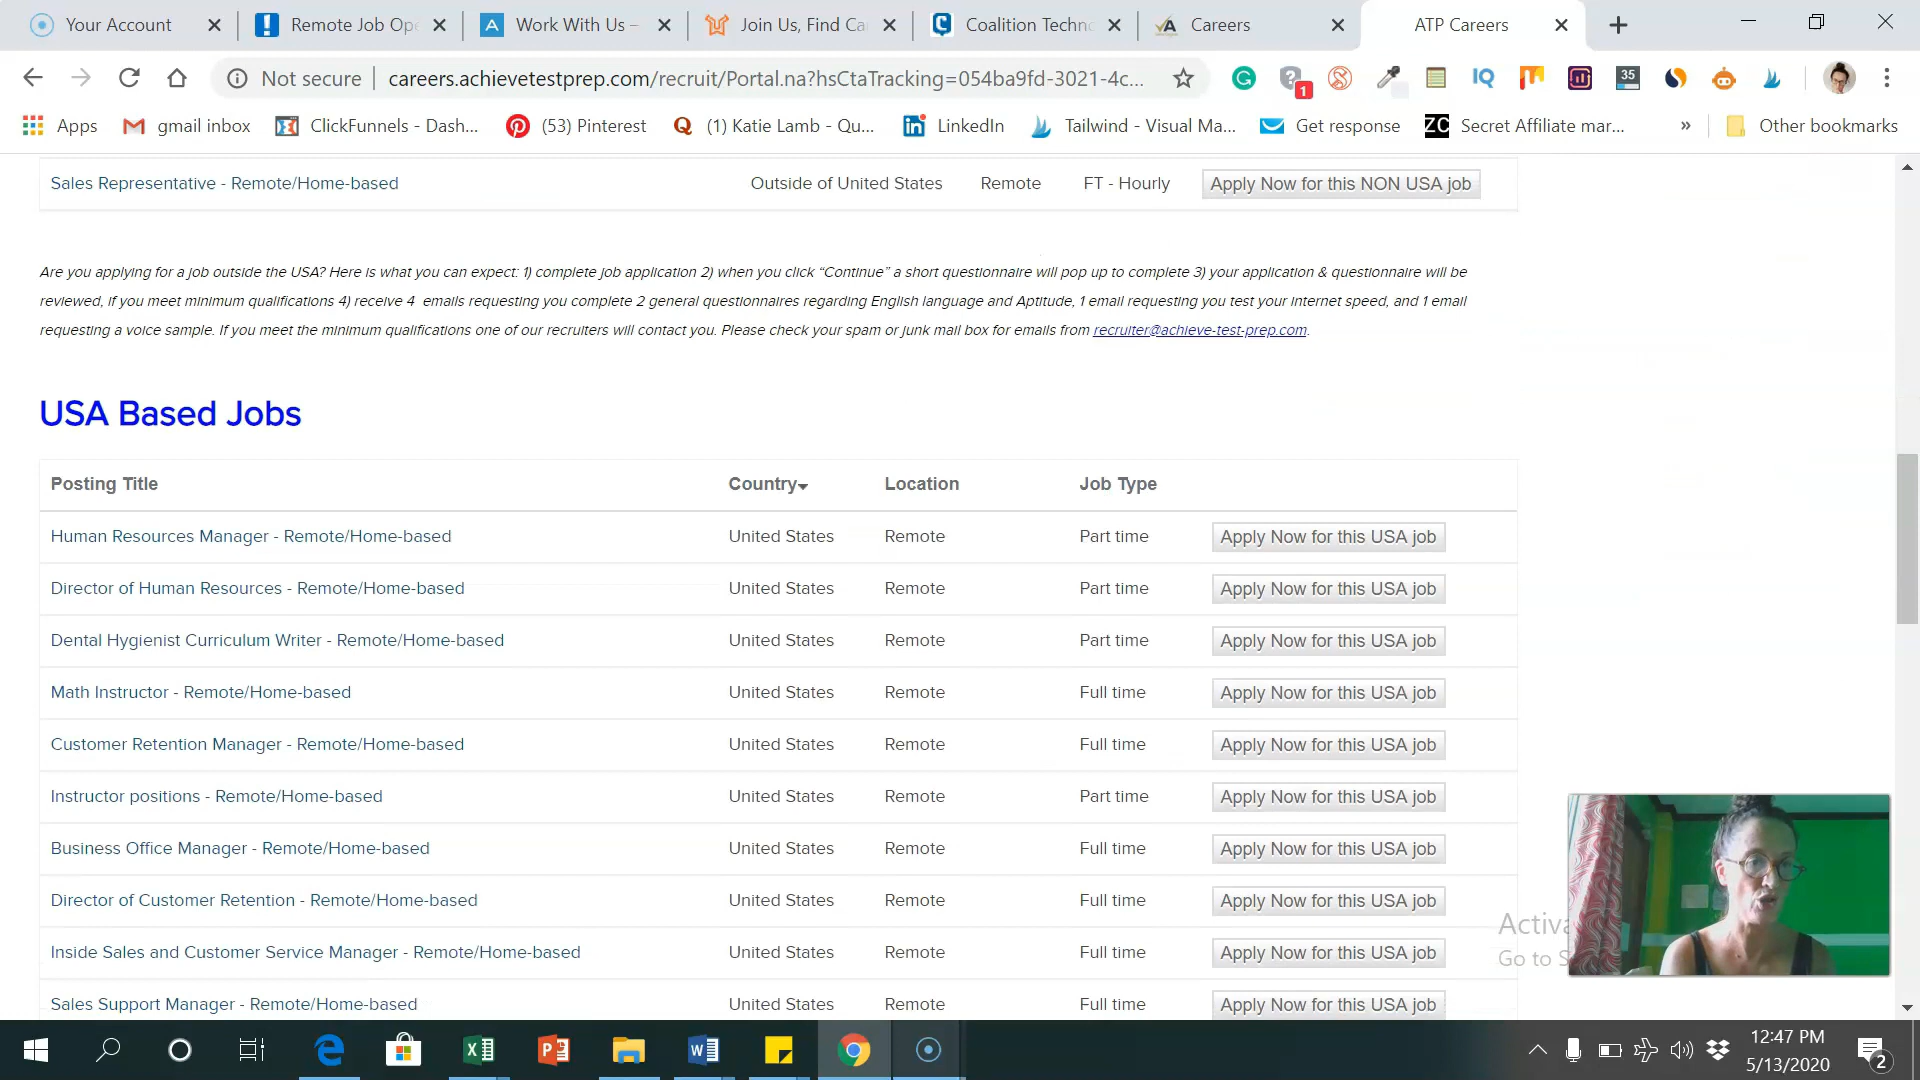 Your Account
Remote Job Ope
Work With Us –
Join Us, Find Ca
Coalition Techno
Careers
ATP Careers
Not secure
careers.achievetestprep.com/recruit/Portal.na?hsCtaTracking=054ba9fd-3021-4c...
1
35
Apps
gmail inbox
ClickFunnels - Dash...
(53) Pinterest
(1) Katie Lamb - Qu...
LinkedIn
Tailwind - Visual Ma...
Get response
ZC
Secret Affiliate mar...
»
Other bookmarks
Sales Representative - Remote/Home-based Outside of United States Remote FT - Hourly Apply Now for this NON USA job
Are you applying for a job outside the USA? Here is what you can expect: 1) complete job application 2) when you click “Continue” a short questionnaire will pop up to complete 3) your application & questionnaire will be
reviewed, if you meet minimum qualifications 4) receive 4 emails requesting you complete 2 general questionnaires regarding English language and Aptitude, 1 email requesting you test your internet speed, and 1 email
requesting a voice sample. If you meet the minimum qualifications one of our recruiters will contact you. Please check your spam or junk mail box for emails from recruiter@achieve-test-prep.com.
USA Based Jobs
Posting Title Country Location Job Type
Human Resources Manager - Remote/Home-based United States Remote Part time Apply Now for this USA job
Director of Human Resources - Remote/Home-based United States Remote Part time Apply Now for this USA job
Dental Hygienist Curriculum Writer - Remote/Home-based United States Remote Part time Apply Now for this USA job
Math Instructor - Remote/Home-based United States Remote Full time Apply Now for this USA job
Customer Retention Manager - Remote/Home-based United States Remote Full time Apply Now for this USA job
Instructor positions - Remote/Home-based United States Remote Part time Apply Now for this USA job
Business Office Manager - Remote/Home-based United States Remote Full time Apply Now for this USA job
Director of Customer Retention - Remote/Home-based United States Remote Full time Apply Now for this USA job
Inside Sales and Customer Service Manager - Remote/Home-based United States Remote Full time Apply Now for this USA job
Sales Support Manager - Remote/Home-based United States Remote Full time Apply Now for this USA job
Activa
Go to S
12:47 PM
5/13/2020
2